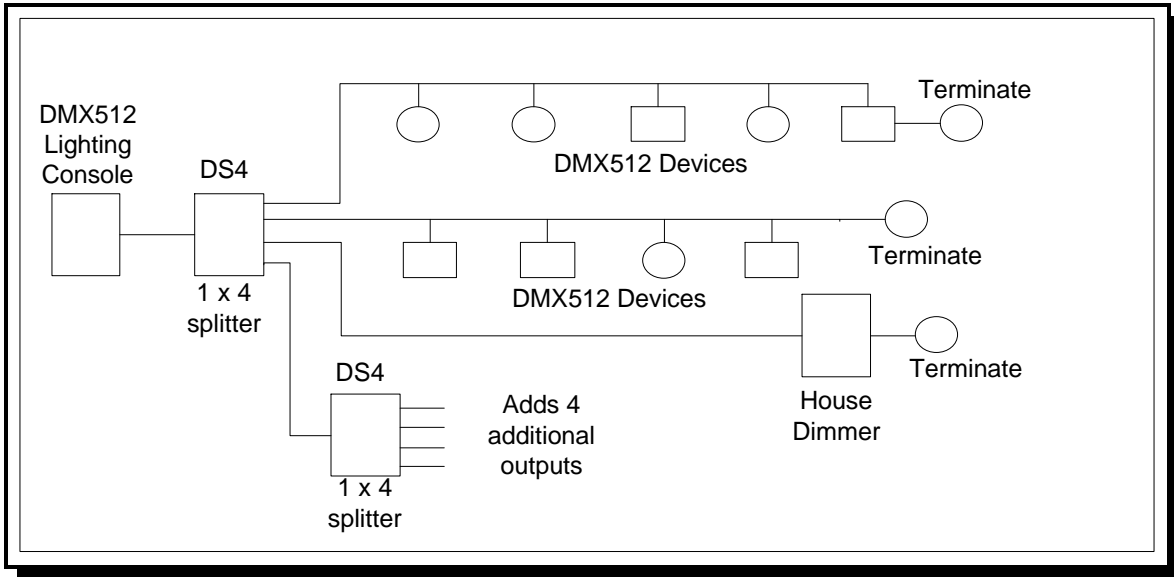 DMX512
Lighting
Console
DS4
1 x 4
splitter
Terminate
DMX512 Devices
Terminate
DMX512 Devices
Terminate
House
Dimmer
DS4
1 x 4
splitter
Adds 4
additional
outputs